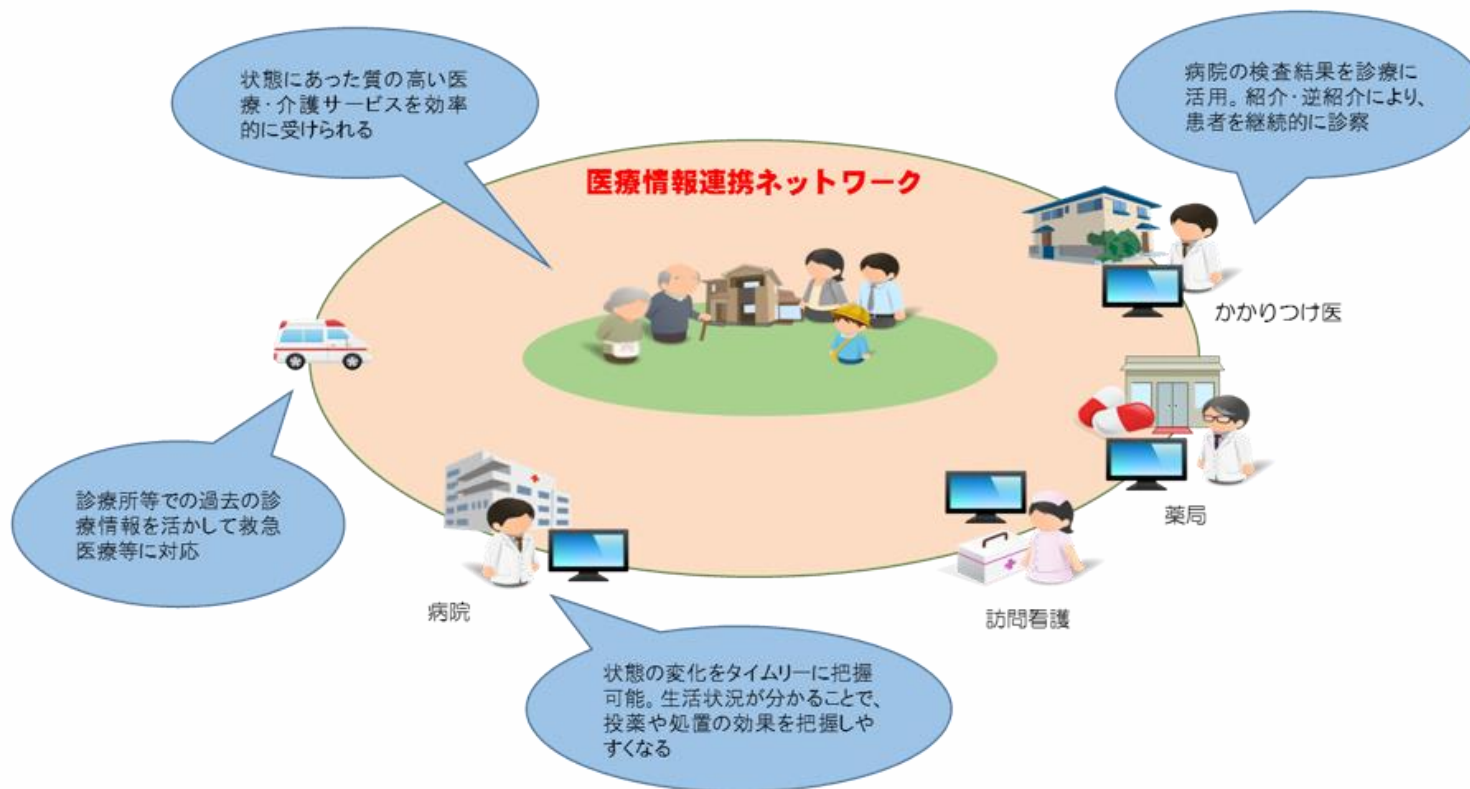 状態にあった質の高い医
療・介護サービスを効率
的に受けられる
病院の検査結果を診療に
活用。紹介・逆紹介により、
患者を継続的に診察
医療情報連携ネットワーク
かかりつけ医
薬局
診療所等での過去の診
療情報を活かして救急
医療等に対応
病院
訪問看護
状態の変化をタイムリーに把握
可能。生活状況が分かることで、
投薬や処置の効果を把握しや
すくなる